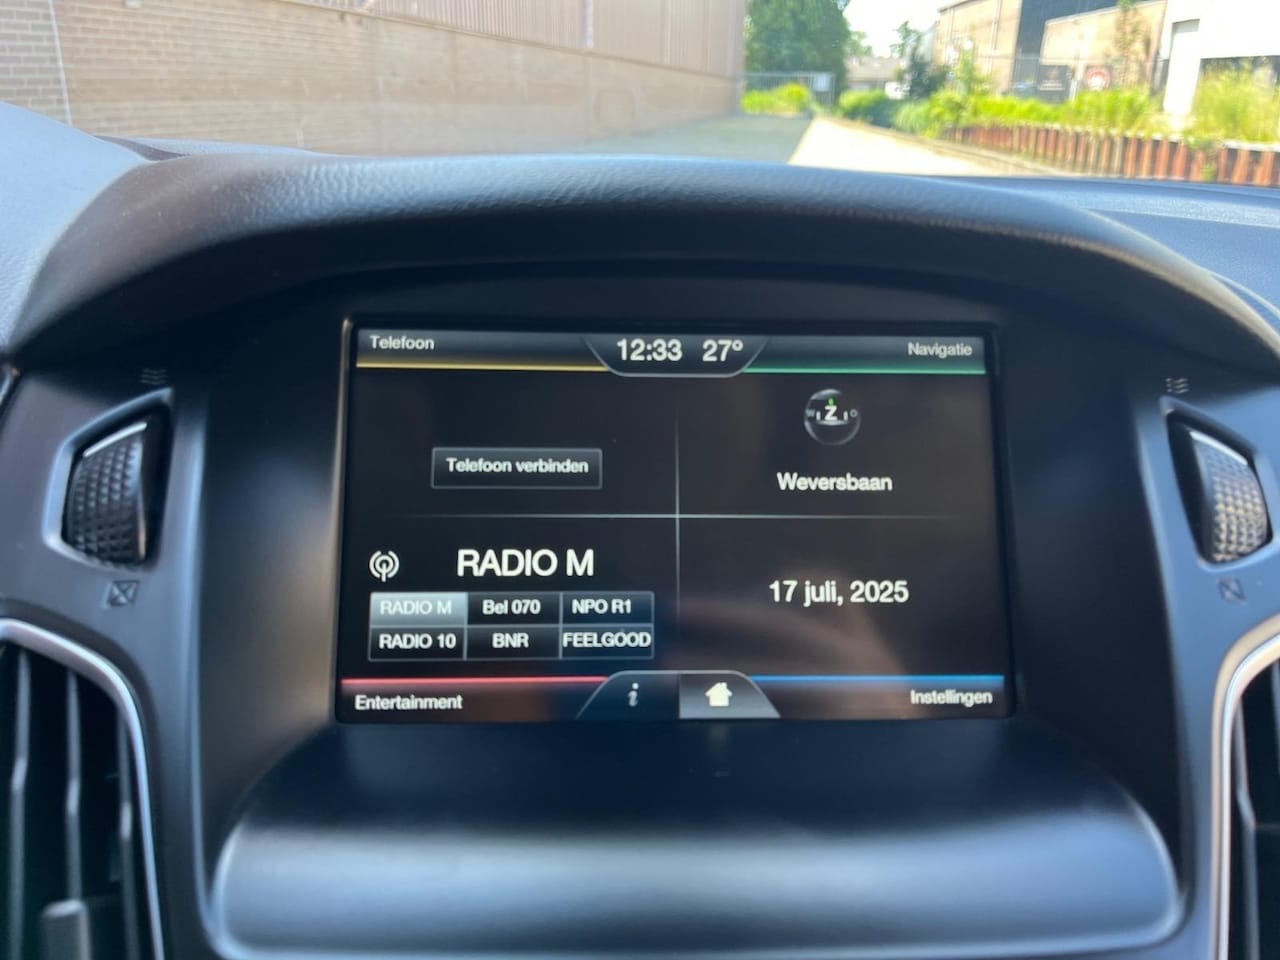 Telefoon
12:33 27°
Navigatie
Z
Telefoon verbinden
Weversbaan
RADIO M
RADIO M Bel 070 NPO R1
RADIO 10 BNR FEELGOOD
17 juli, 2025
Entertainment
i
Instellingen